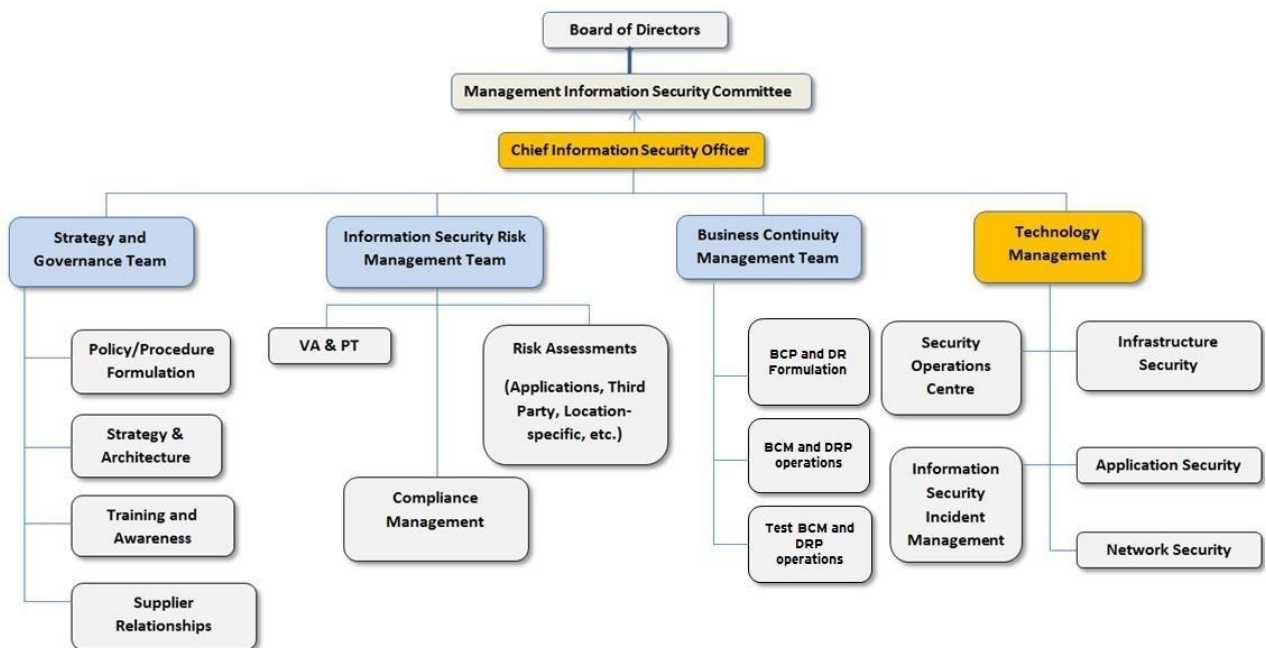 Board of Directors
Management Information Security Committee
Chief Information Security Officer
Strategy and
Governance Team
Information Security Risk
Management Team
Business Continuity
Management Team
Technology
Management
Policy/Procedure
Formulation
Strategy &
Architecture
Training and
Awareness
Supplier
Relationships
VA & PT
Risk Assessments
(Applications, Third
Party, Location-
specific, etc.)
Compliance
Management
BCP and DR
Formulation
BCM and DRP
operations
Test BCM and
DRP
operations
Security
Operations
Centre
Infrastructure
Security
Information
Security
Incident
Management
Application Security
Network Security